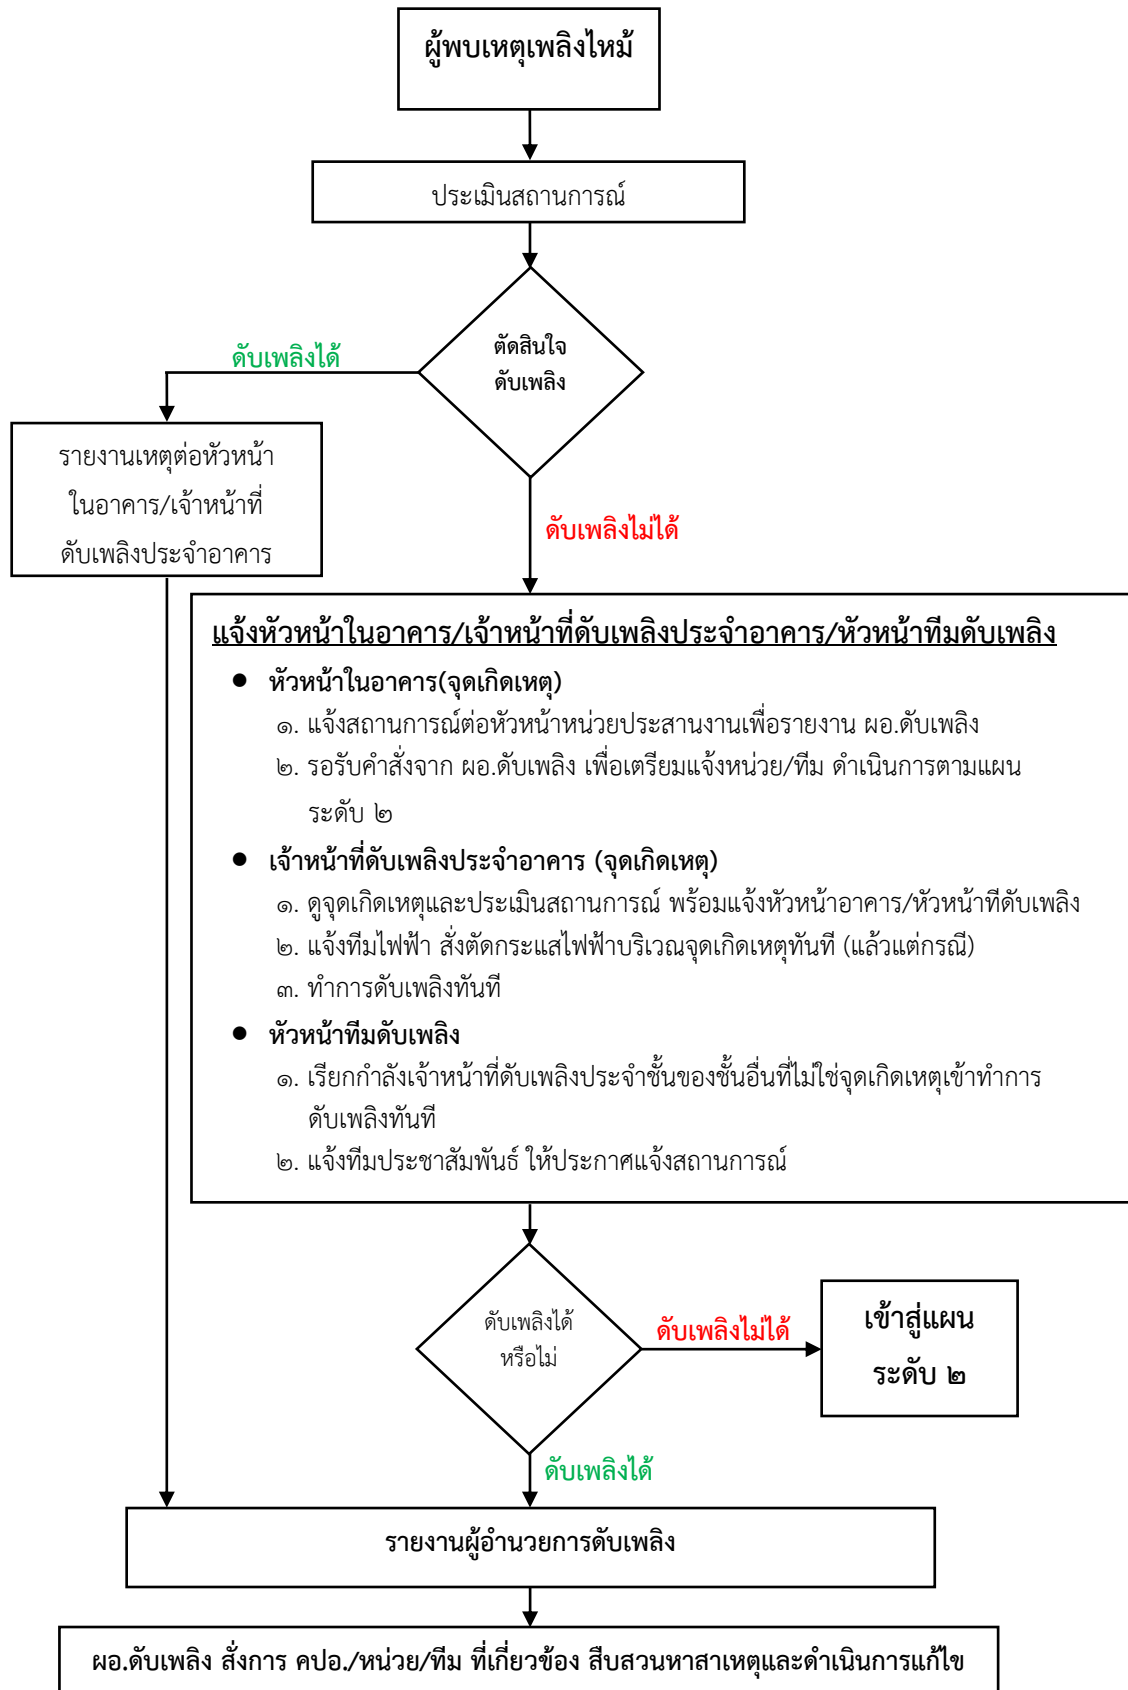 ผู้พบเหตุเพลิงไหม้
ประเมินสถานการณ์
ตัดสินใจ
ดับเพลิง
ดับเพลิงได้
รายงานเหตุต่อหัวหน้า
ในอาคาร/เจ้าหน้าที่
ดับเพลิงประจำอาคาร
ดับเพลิงไม่ได้
แจ้งหัวหน้าในอาคาร/เจ้าหน้าที่ดับเพลิงประจำอาคาร/หัวหน้าทีมดับเพลิง
● หัวหน้าในอาคาร(จุดเกิดเหตุ)
๑. แจ้งสถานการณ์ต่อหัวหน้าหน่วยประสานงานเพื่อรายงาน ผอ.ดับเพลิง
๒. รอรับคำสั่งจาก ผอ.ดับเพลิง เพื่อเตรียมแจ้งหน่วย/ทีม ดำเนินการตามแผน
ระดับ ๒
● เจ้าหน้าที่ดับเพลิงประจำอาคาร (จุดเกิดเหตุ)
๑. ดูจุดเกิดเหตุและประเมินสถานการณ์ พร้อมแจ้งหัวหน้าอาคาร/หัวหน้าทีดับเพลิง
๒. แจ้งทีมไฟฟ้า สั่งตัดกระแสไฟฟ้าบริเวณจุดเกิดเหตุทันที (แล้วแต่กรณี)
๓. ทำการดับเพลิงทันที
● หัวหน้าทีมดับเพลิง
๑. เรียกกำลังเจ้าหน้าที่ดับเพลิงประจำชั้นของชั้นอื่นที่ไม่ใช่จุดเกิดเหตุเข้าทำการ
ดับเพลิงทันที
๒. แจ้งทีมประชาสัมพันธ์ ให้ประกาศแจ้งสถานการณ์
ดับเพลิงได้
หรือไม่
ดับเพลิงไม่ได้
เข้าสู่แผน
ระดับ ๒
ดับเพลิงได้
รายงานผู้อำนวยการดับเพลิง
ผอ.ดับเพลิง สั่งการ คปอ./หน่วย/ทีม ที่เกี่ยวข้อง สืบสวนหาสาเหตุและดำเนินการแก้ไข